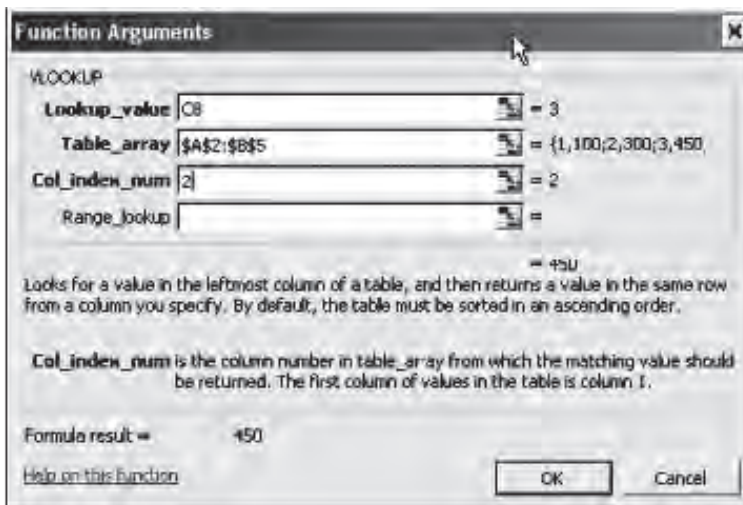 Function Arguments
VLOOKUP
Lookup_value C8 = 3
Table_array $A$2:$B$5 = {1,100;2,300;3,450
Col_index_num 2 = 2
Range_lookup =
= 450
Looks for a value in the leftmost column of a table, and then returns a value in the same row
from a column you specify. By default, the table must be sorted in an ascending order.
Col_index_num is the column number in table_array from which the matching value should
be returned. The first column of values in the table is column 1.
Formula result = 450
Help on this function
OK Cancel